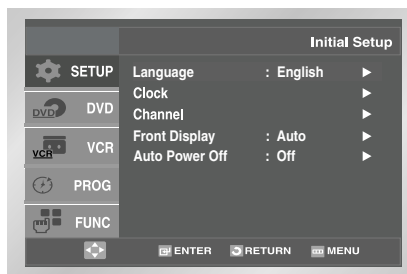 Initial Setup
SETUP
DVD
DVD
VCR
VCR
PROG
FUNC
Language : English ►
Clock ►
Channel ►
Front Display : Auto ►
Auto Power Off : Off ►
ENTER RETURN MENU